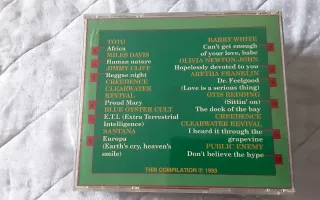 TOTO
Africa
MILES DAVIS
Human nature
JIMMY CLIFF
Reggae night
CREEDENCE
CLEARWATER
REVIVAL
Proud Mary
BLUE OYSTER CULT
E.T.I. (Extra Terrestrial
Intelligence)
SANTANA
Europa
(Earth's cry, heaven's
smile)
BARRY WHITE
Can't get enough
of your love, babe
OLIVIA NEWTON-JOHN
Hopelessly devoted to you
ARETHA FRANKLIN
Dr. Feelgood
(Love is a serious thing)
OTIS REDDING
(Sittin' on)
The dock of the bay
CREEDENCE
CLEARWATER REVIVAL
I heard it through the
grapevine
PUBLIC ENEMY
Don't believe the hype
THIS COMPILATION ℗ 1993